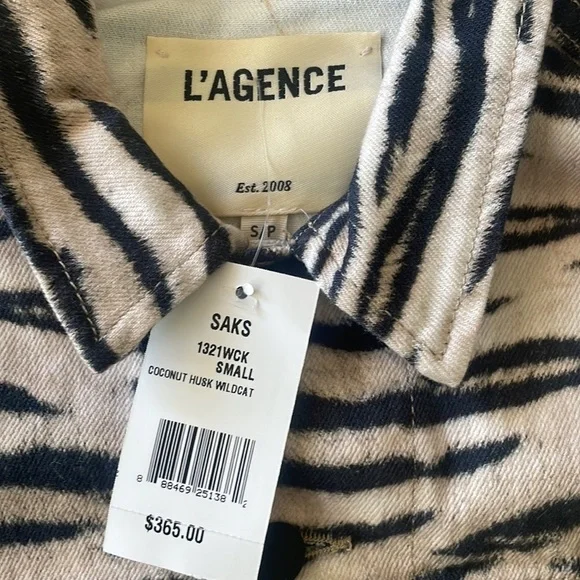 L'AGENCE
Est. 2008
S/P
SAKS
1321WCK
SMALL
COCONUT HUSK WILDCAT
8 88469 25138 2
$365.00